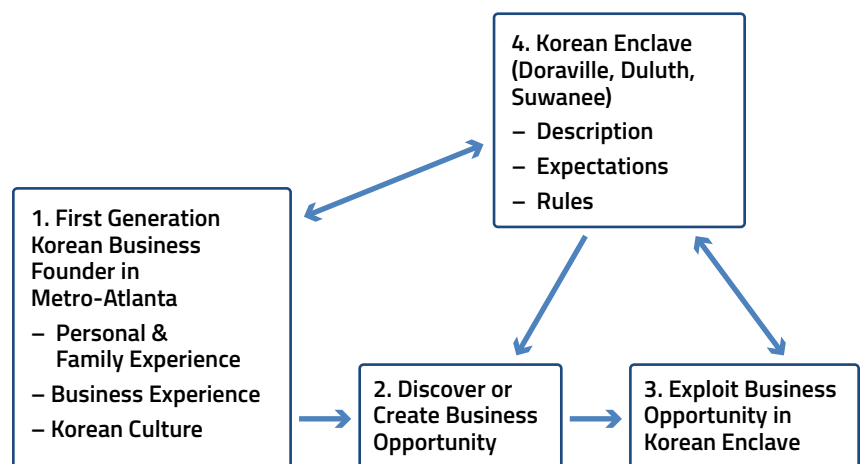 4. Korean Enclave
(Doraville, Duluth,
Suwanee)
– Description
– Expectations
– Rules
1. First Generation
Korean Business
Founder in
Metro-Atlanta
– Personal &
Family Experience
– Business Experience
– Korean Culture
2. Discover or
Create Business
Opportunity
3. Exploit Business
Opportunity in
Korean Enclave